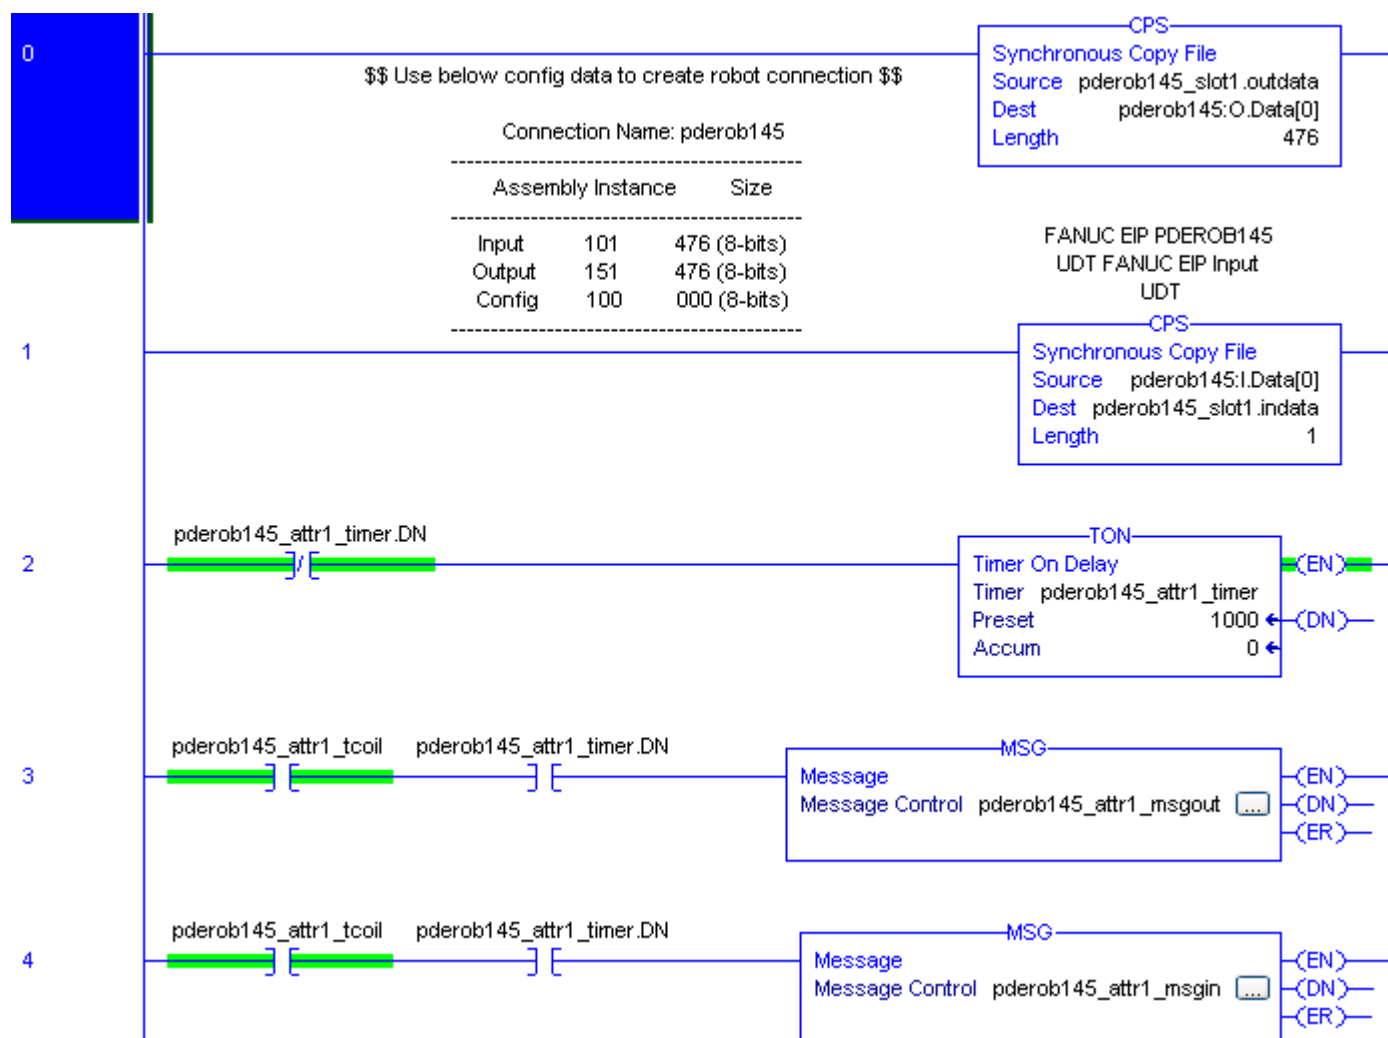 0
CPS
Synchronous Copy File
Source pderob145_slot1.outdata
Dest pderob145:O.Data[0]
Length 476
$$ Use below config data to create robot connection $$
Connection Name: pderob145
---------------------------------------------
Assembly Instance Size
---------------------------------------------
Input 101 476 (8-bits)
Output 151 476 (8-bits)
Config 100 000 (8-bits)
---------------------------------------------
FANUC EIP PDEROB145
UDT FANUC EIP Input
UDT
1
CPS
Synchronous Copy File
Source pderob145:I.Data[0]
Dest pderob145_slot1.indata
Length 1
2
pderob145_attr1_timer.DN
TON
Timer On Delay
Timer pderob145_attr1_timer
Preset 1000
Accum 0
(EN)
(DN)
3
pderob145_attr1_tcoil pderob145_attr1_timer.DN
MSG
Message
Message Control pderob145_attr1_msgout ...
(EN)
(DN)
(ER)
4
pderob145_attr1_tcoil pderob145_attr1_timer.DN
MSG
Message
Message Control pderob145_attr1_msgin ...
(EN)
(DN)
(ER)